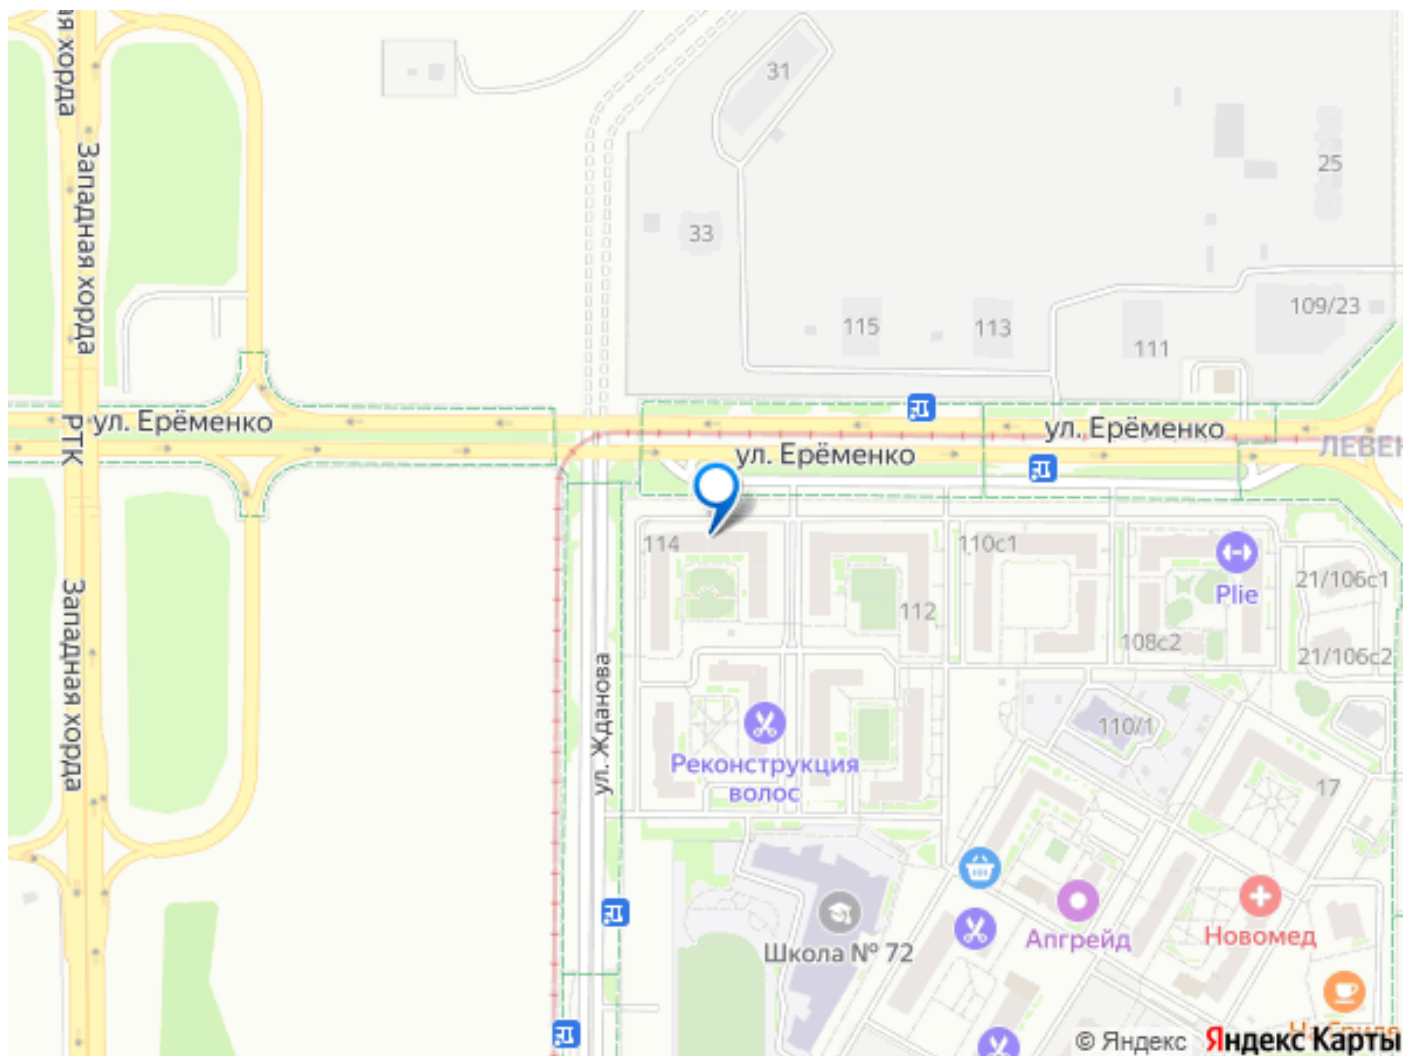 ая хорда
Западная хорда
31
25
33
115
113
111
109/23
РТК
ул. Ерёменко
ул. Ерёменко
ул. Ерёменко
ЛЕВЕН
114
110с1
Plie
21/106с1
112
108с2
21/106с2
Западная хорда
ул. Жданова
110/1
Реконструкция
волос
17
Апгрейд
Новомед
Школа № 72
© Яндекс
Яндекс Карты